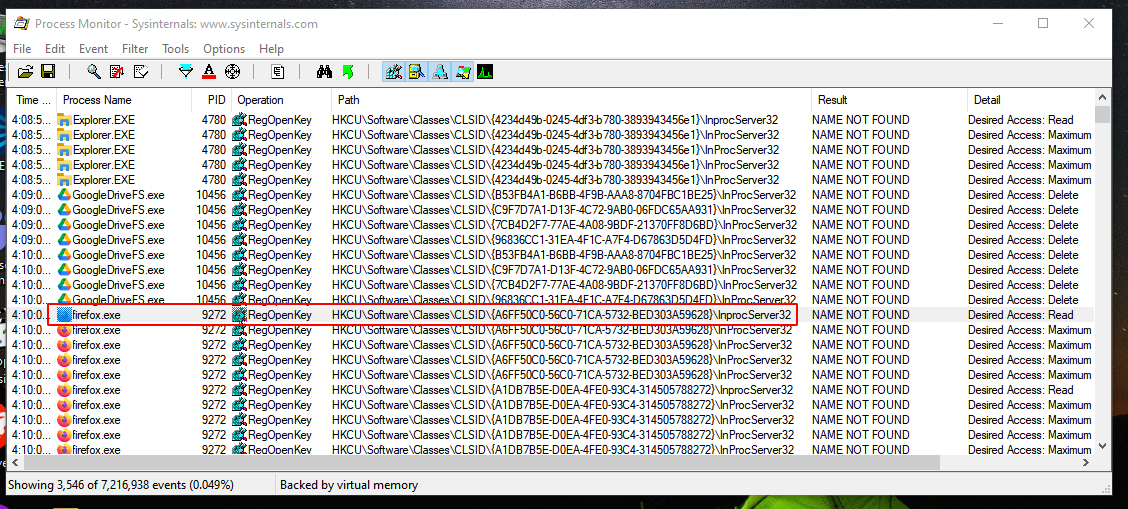 Process Monitor - Sysinternals: www.sysinternals.com
File Edit Event Filter Tools Options Help
Time ... Process Name PID Operation Path Result Detail
4:08:5... Explorer.EXE 4780 RegOpenKey HKCU\Software\Classes\CLSID\{4234d49b-0245-4df3-b780-3893943456e1}\InprocServer32 NAME NOT FOUND Desired Access: Read
4:08:5... Explorer.EXE 4780 RegOpenKey HKCU\Software\Classes\CLSID\{4234d49b-0245-4df3-b780-3893943456e1}\InProcServer32 NAME NOT FOUND Desired Access: Maximum
4:08:5... Explorer.EXE 4780 RegOpenKey HKCU\Software\Classes\CLSID\{4234d49b-0245-4df3-b780-3893943456e1}\InProcServer32 NAME NOT FOUND Desired Access: Maximum
4:08:5... Explorer.EXE 4780 RegOpenKey HKCU\Software\Classes\CLSID\{4234d49b-0245-4df3-b780-3893943456e1}\InProcServer32 NAME NOT FOUND Desired Access: Maximum
4:08:5... Explorer.EXE 4780 RegOpenKey HKCU\Software\Classes\CLSID\{4234d49b-0245-4df3-b780-3893943456e1}\InProcServer32 NAME NOT FOUND Desired Access: Maximum
4:09:0... GoogleDriveFS.exe 10456 RegOpenKey HKCU\Software\Classes\CLSID\{B53FB4A1-B6BB-4F9B-AAA8-8704FBC1BE25}\InProcServer32 NAME NOT FOUND Desired Access: Delete
4:09:0... GoogleDriveFS.exe 10456 RegOpenKey HKCU\Software\Classes\CLSID\{C9F7D7A1-D13F-4C72-9AB0-06FDC65AA931}\InProcServer32 NAME NOT FOUND Desired Access: Delete
4:09:0... GoogleDriveFS.exe 10456 RegOpenKey HKCU\Software\Classes\CLSID\{7CB4D2F7-77AE-4A08-9BDF-21370FF8D6BD}\InProcServer32 NAME NOT FOUND Desired Access: Delete
4:09:0... GoogleDriveFS.exe 10456 RegOpenKey HKCU\Software\Classes\CLSID\{96836CC1-31EA-4F1C-A7F4-D67863D5D4FD}\InProcServer32 NAME NOT FOUND Desired Access: Delete
4:10:0... GoogleDriveFS.exe 10456 RegOpenKey HKCU\Software\Classes\CLSID\{B53FB4A1-B6BB-4F9B-AAA8-8704FBC1BE25}\InProcServer32 NAME NOT FOUND Desired Access: Delete
4:10:0... GoogleDriveFS.exe 10456 RegOpenKey HKCU\Software\Classes\CLSID\{C9F7D7A1-D13F-4C72-9AB0-06FDC65AA931}\InProcServer32 NAME NOT FOUND Desired Access: Delete
4:10:0... GoogleDriveFS.exe 10456 RegOpenKey HKCU\Software\Classes\CLSID\{7CB4D2F7-77AE-4A08-9BDF-21370FF8D6BD}\InProcServer32 NAME NOT FOUND Desired Access: Delete
4:10:0... GoogleDriveFS.exe 10456 RegOpenKey HKCU\Software\Classes\CLSID\{96836CC1-31EA-4F1C-A7F4-D67863D5D4FD}\InProcServer32 NAME NOT FOUND Desired Access: Delete
4:10:0... firefox.exe 9272 RegOpenKey HKCU\Software\Classes\CLSID\{A6FF50C0-56C0-71CA-5732-BED303A59628}\InprocServer32 NAME NOT FOUND Desired Access: Read
4:10:0... firefox.exe 9272 RegOpenKey HKCU\Software\Classes\CLSID\{A6FF50C0-56C0-71CA-5732-BED303A59628}\InProcServer32 NAME NOT FOUND Desired Access: Maximum
4:10:0... firefox.exe 9272 RegOpenKey HKCU\Software\Classes\CLSID\{A6FF50C0-56C0-71CA-5732-BED303A59628}\InProcServer32 NAME NOT FOUND Desired Access: Maximum
4:10:0... firefox.exe 9272 RegOpenKey HKCU\Software\Classes\CLSID\{A6FF50C0-56C0-71CA-5732-BED303A59628}\InProcServer32 NAME NOT FOUND Desired Access: Maximum
4:10:0... firefox.exe 9272 RegOpenKey HKCU\Software\Classes\CLSID\{A6FF50C0-56C0-71CA-5732-BED303A59628}\InProcServer32 NAME NOT FOUND Desired Access: Maximum
4:10:0... firefox.exe 9272 RegOpenKey HKCU\Software\Classes\CLSID\{A1DB7B5E-D0EA-4FE0-93C4-314505788272}\InprocServer32 NAME NOT FOUND Desired Access: Read
4:10:0... firefox.exe 9272 RegOpenKey HKCU\Software\Classes\CLSID\{A1DB7B5E-D0EA-4FE0-93C4-314505788272}\InProcServer32 NAME NOT FOUND Desired Access: Maximum
4:10:0... firefox.exe 9272 RegOpenKey HKCU\Software\Classes\CLSID\{A1DB7B5E-D0EA-4FE0-93C4-314505788272}\InProcServer32 NAME NOT FOUND Desired Access: Maximum
4:10:0... firefox.exe 9272 RegOpenKey HKCU\Software\Classes\CLSID\{A1DB7B5E-D0EA-4FE0-93C4-314505788272}\InProcServer32 NAME NOT FOUND Desired Access: Maximum
4:10:0... firefox.exe 9272 RegOpenKey HKCU\Software\Classes\CLSID\{A1DB7B5E-D0EA-4FE0-93C4-314505788272}\InProcServer32 NAME NOT FOUND Desired Access: Maximum
Showing 3,546 of 7,216,938 events (0.049%) Backed by virtual memory